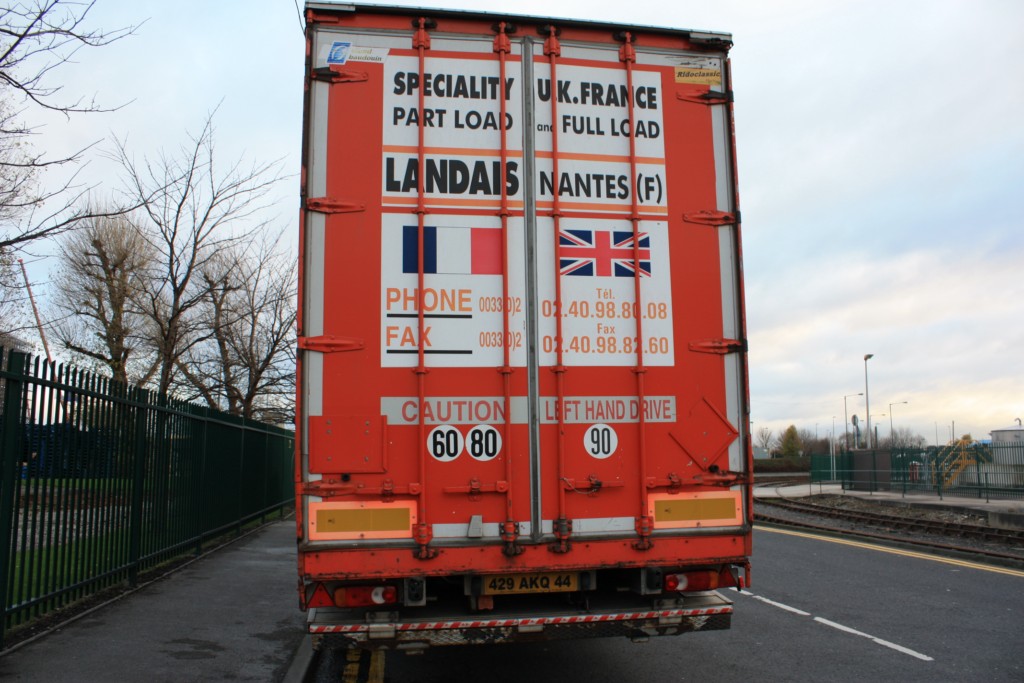 Ridoclassic
SPECIALITY U.K.FRANCE
PART LOAD and FULL LOAD
LANDAIS NANTES (F)
PHONE 0033(0)2 Tél. 02.40.98.80.08
FAX 0033(0)2 Fax 02.40.98.82.60
CAUTION LEFT HAND DRIVE
60 80 90
429 AKQ 44